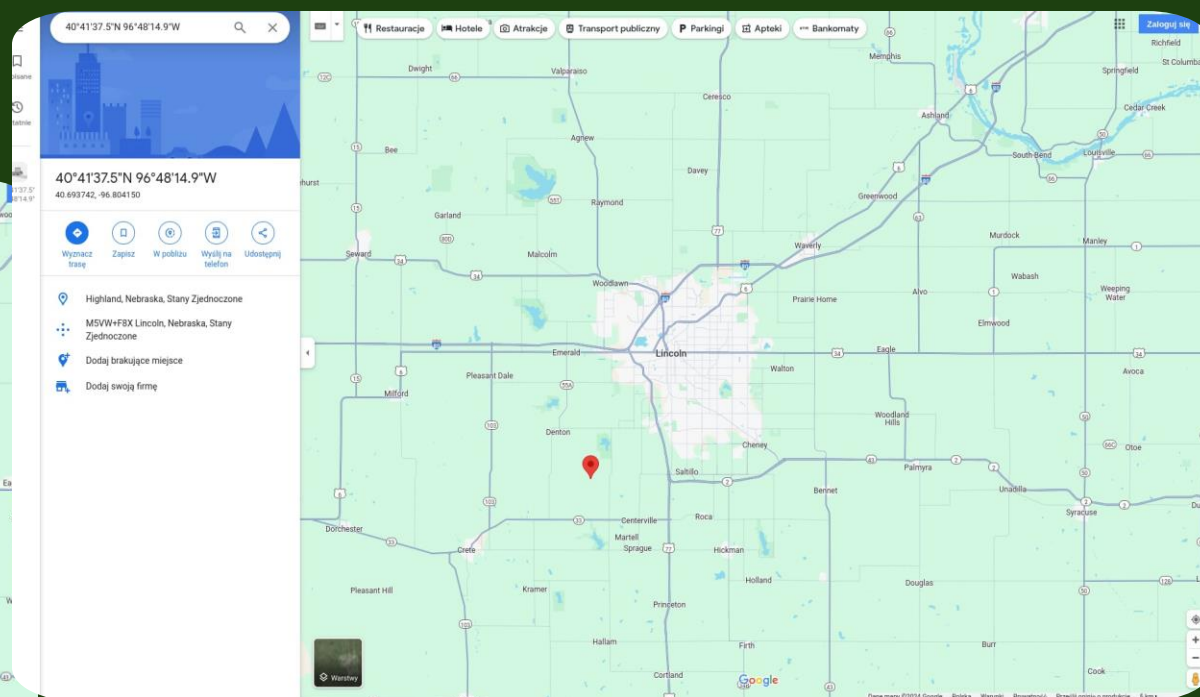 40°41'37.5"N 96°48'14.9"W
Restauracje
Hotele
Atrakcje
Transport publiczny
Parkingi
Apteki
Bankomaty
Zaloguj się
40°41'37.5"N 96°48'14.9"W
40.693742, -96.804150
Wyznacz
trasę
Zapisz
W pobliżu
Wyślij na
telefon
Udostępnij
Highland, Nebraska, Stany Zjednoczone
M5VW+F8X Lincoln, Nebraska, Stany
Zjednoczone
Dodaj brakujące miejsce
Dodaj swoją firmę
Memphis
Richfield
Springfield
Dwight
Valparaiso
Ceresco
Cedar Creek
Ashland
Agnew
Bee
South Bend
Louisville
Davey
Greenwood
Raymond
Garland
Murdock
Manley
Seward
Malcolm
Waverly
Wabash
Woodlawn
Alvo
Weeping
Water
Prairie Home
Elmwood
Emerald
Lincoln
Eagle
Walton
Avoca
Pleasant Dale
Milford
Woodland
Hills
Denton
Cheney
Otoe
Saltillo
Palmyra
Bennet
Unadilla
Syracuse
Centerville
Roca
Dorchester
Martell
Sprague
Crete
Hickman
Holland
Douglas
Pleasant Hill
Kramer
Princeton
Hallam
Firth
Burr
Cortland
Cook
Warstwy
Google